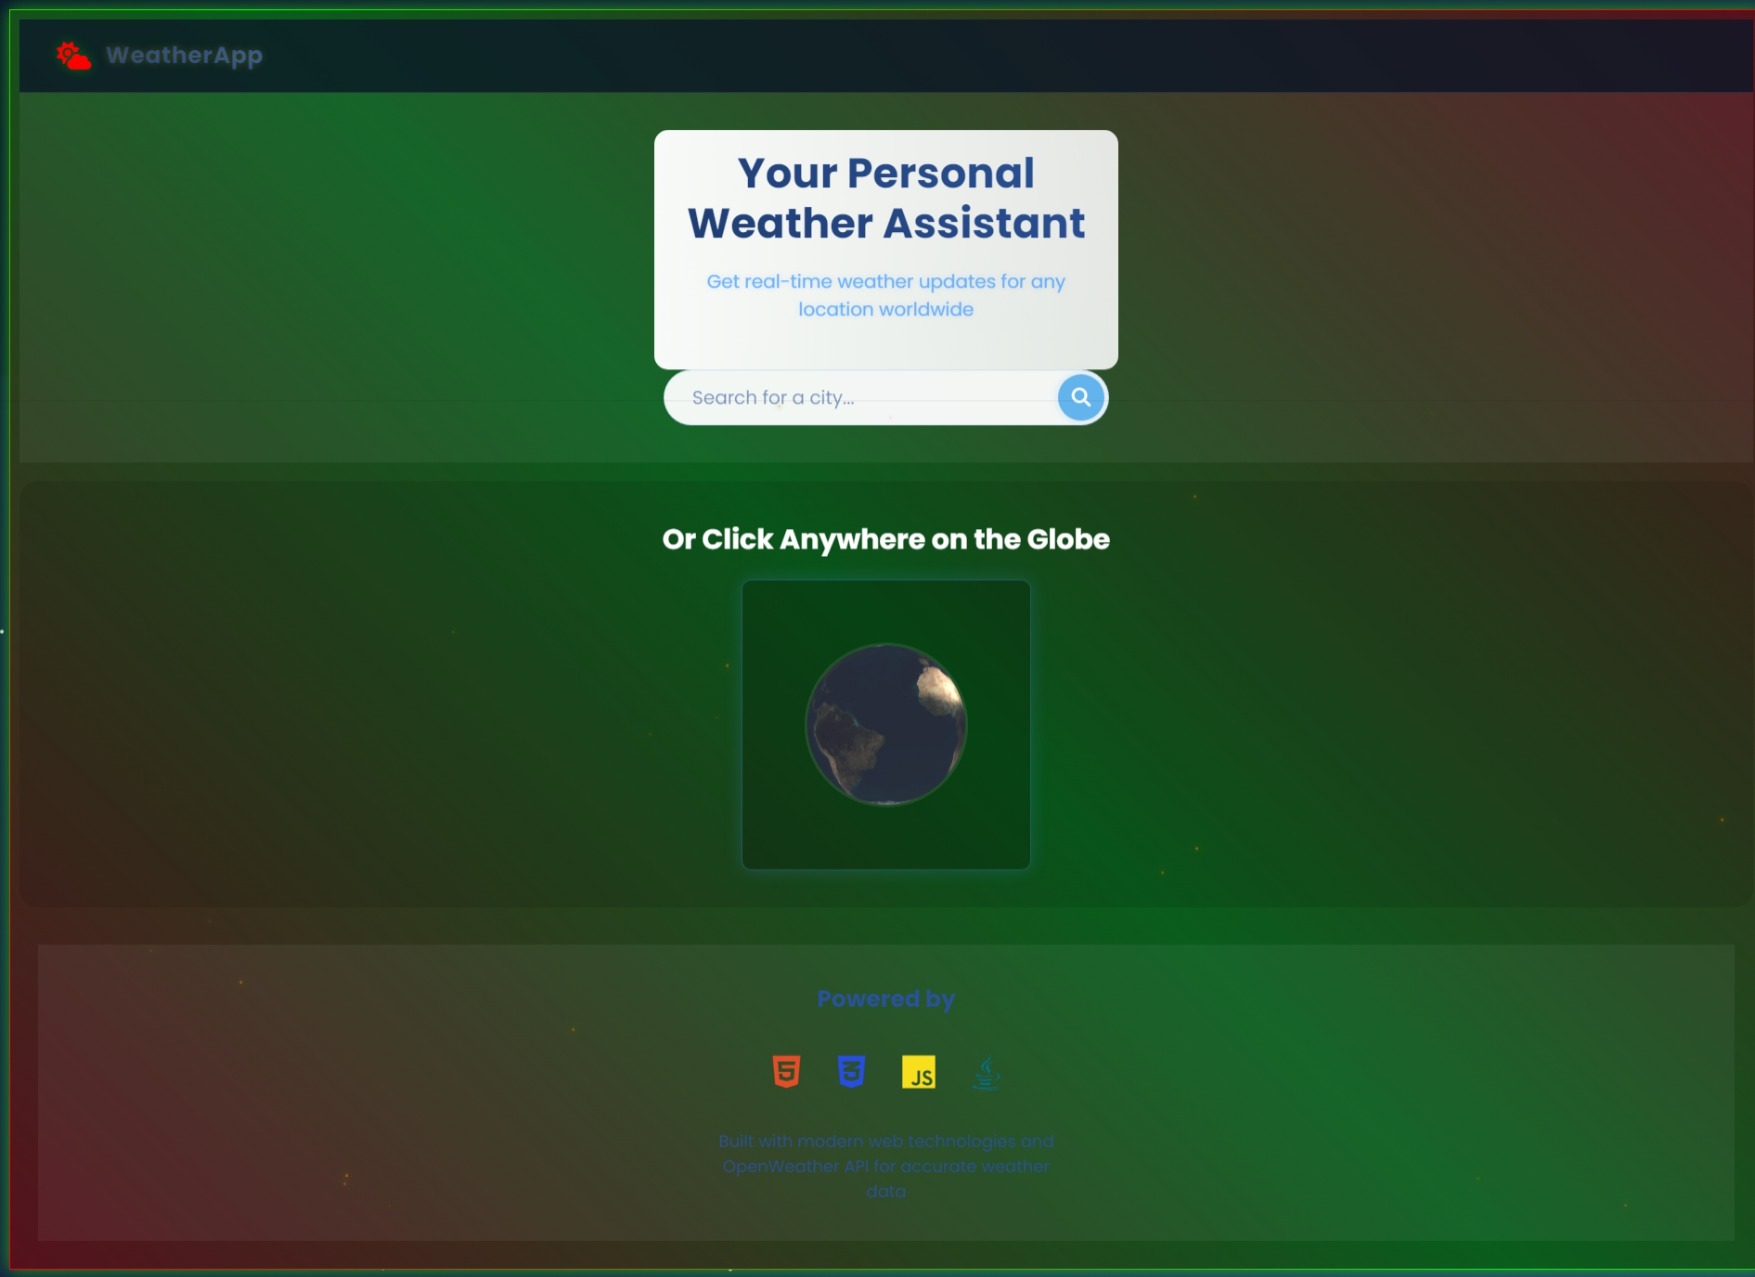 WeatherApp
Your Personal
Weather Assistant
Get real-time weather updates for any
location worldwide
Search for a city...
Or Click Anywhere on the Globe
Powered by
5
3
JS
Built with modern web technologies and
OpenWeather API for accurate weather
data